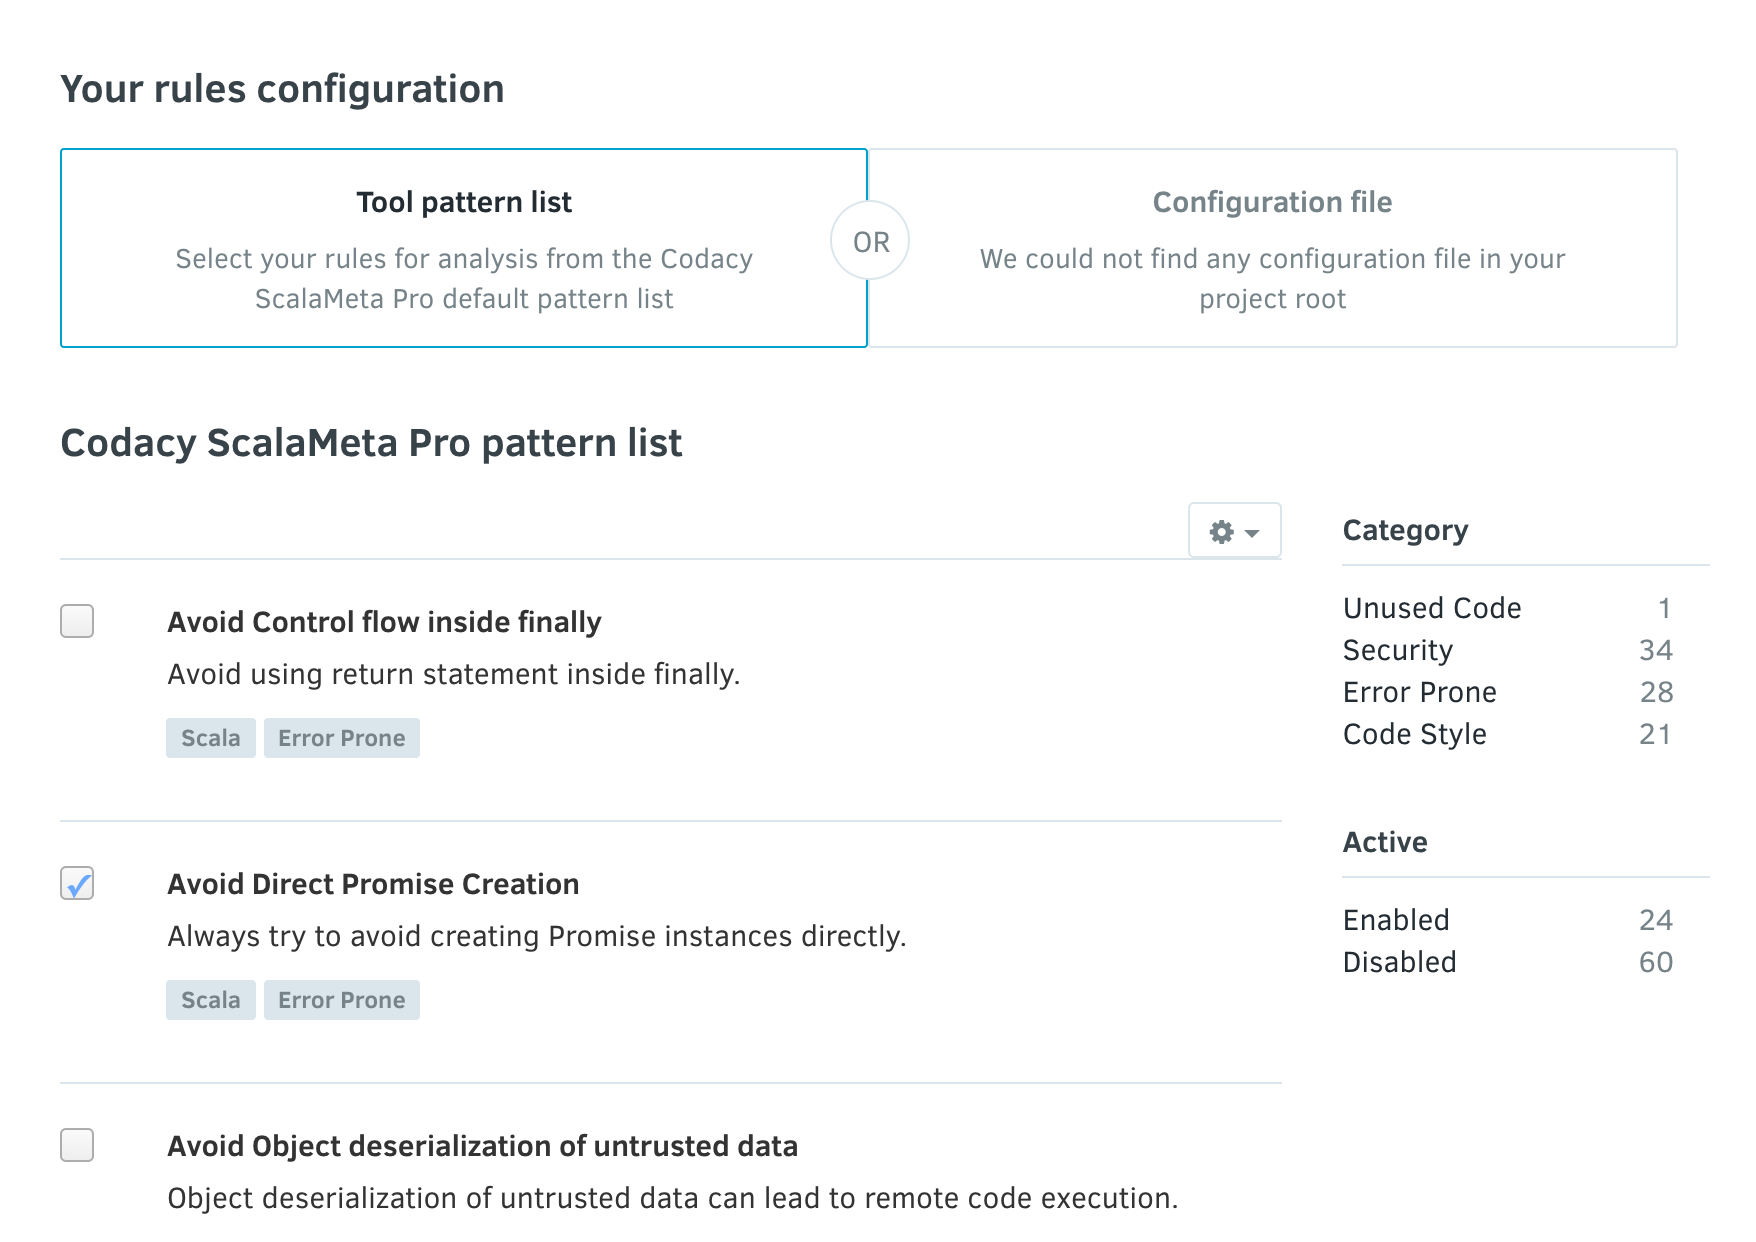 Your rules configuration
Tool pattern list
Select your rules for analysis from the Codacy
ScalaMeta Pro default pattern list
OR
Configuration file
We could not find any configuration file in your
project root
Codacy ScalaMeta Pro pattern list
Avoid Control flow inside finally
Avoid using return statement inside finally.
Scala Error Prone
Avoid Direct Promise Creation
Always try to avoid creating Promise instances directly.
Scala Error Prone
Avoid Object deserialization of untrusted data
Object deserialization of untrusted data can lead to remote code execution.
Category
Unused Code 1
Security 34
Error Prone 28
Code Style 21
Active
Enabled 24
Disabled 60